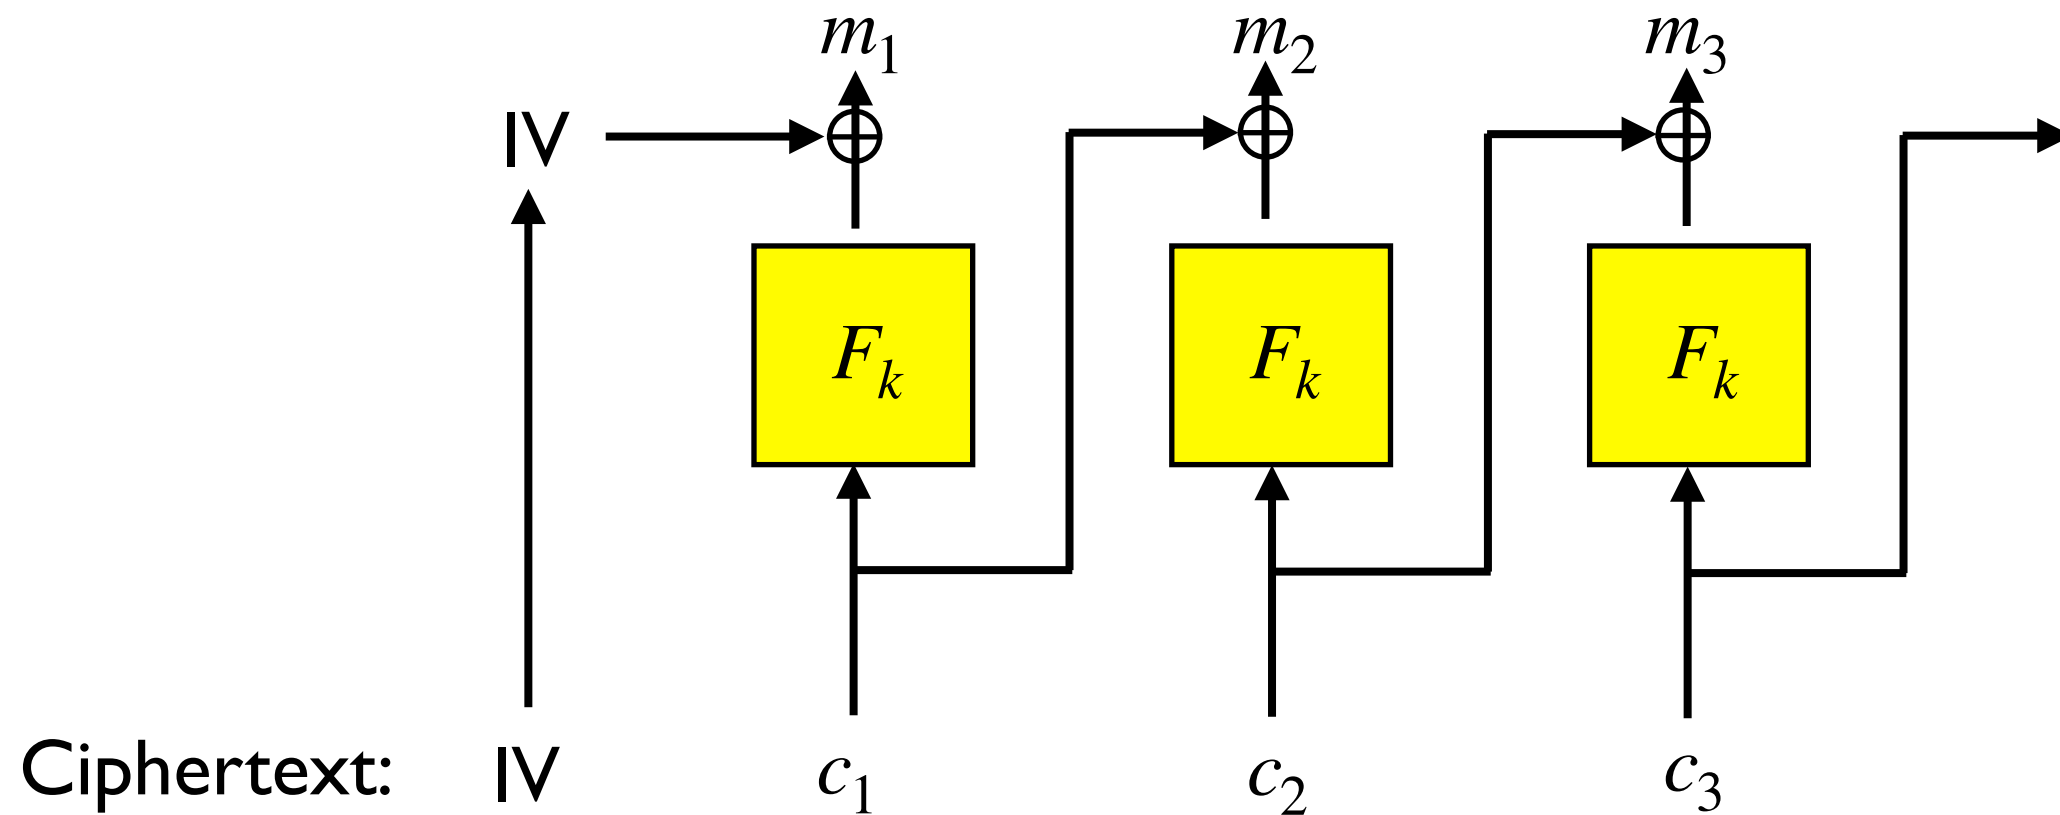 m₁ m₂ m₃
IV
Fₖ Fₖ Fₖ
Ciphertext: IV c₁ c₂ c₃